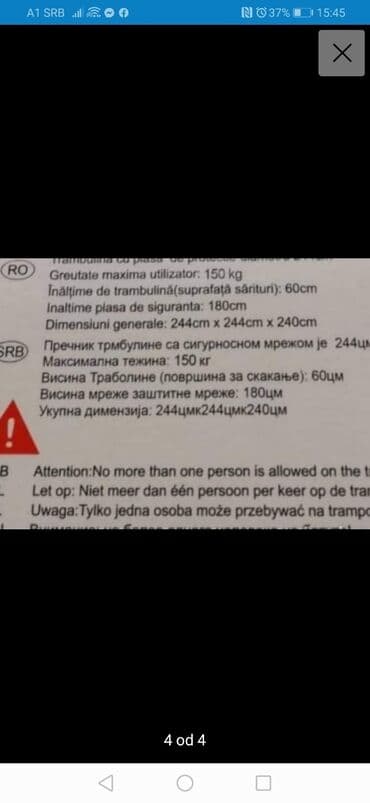 A1 SRB
37%
15:45
RO
Greutate maxima utilizator: 150 kg
Înălțime de trambulină(suprafață sărituri): 60cm
Inaltime plasa de siguranta: 180cm
Dimensiuni generale: 244cm x 244cm x 240cm
SRB
Пречник трмбулине са сигурносном мрежом је 244цм
Максимална тежина: 150 кг
Висина Траболине (површина за скакање): 60цм
Висина мреже заштитне мреже: 180цм
Укупна димензија: 244цмк244цмк240цм
!
B Attention:No more than one person is allowed on the t
Let op: Niet meer dan één persoon per keer op de tra
Uwaga:Tylko jedna osoba może przebywać na trampo
4 od 4